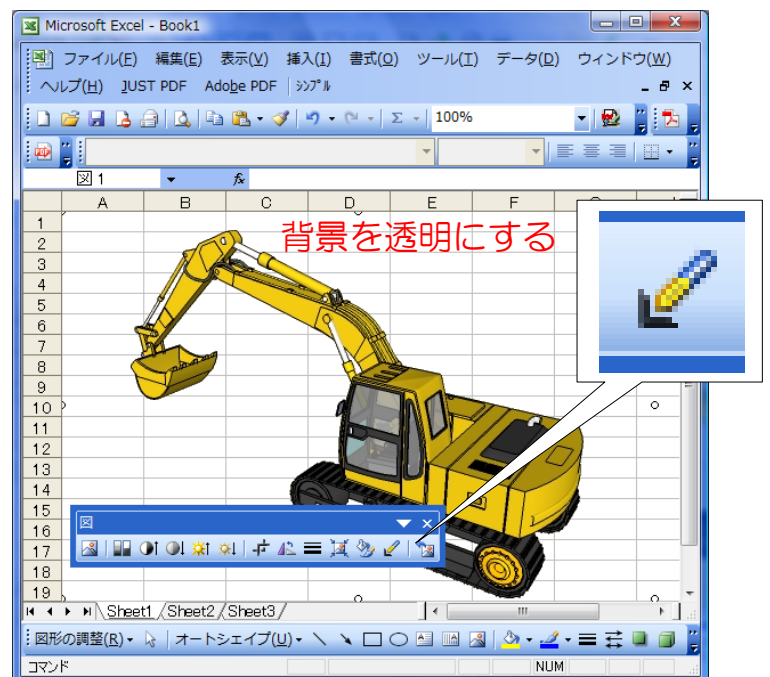 Microsoft Excel - Book1
ファイル(F) 編集(E) 表示(V) 挿入(I) 書式(O) ツール(T) データ(D) ウィンドウ(W)
ヘルプ(H) JUST PDF Adobe PDF ｼﾝﾌﾟﾙ
Σ 100%
図 1 fx
A B C D E F
背景を透明にする
1
2
3
4
5
6
7
8
9
10
11
12
13
14
15
図
16
17
18
19
Sheet1 Sheet2 Sheet3
図形の調整(R) オートシェイプ(U)
コマンド NUM